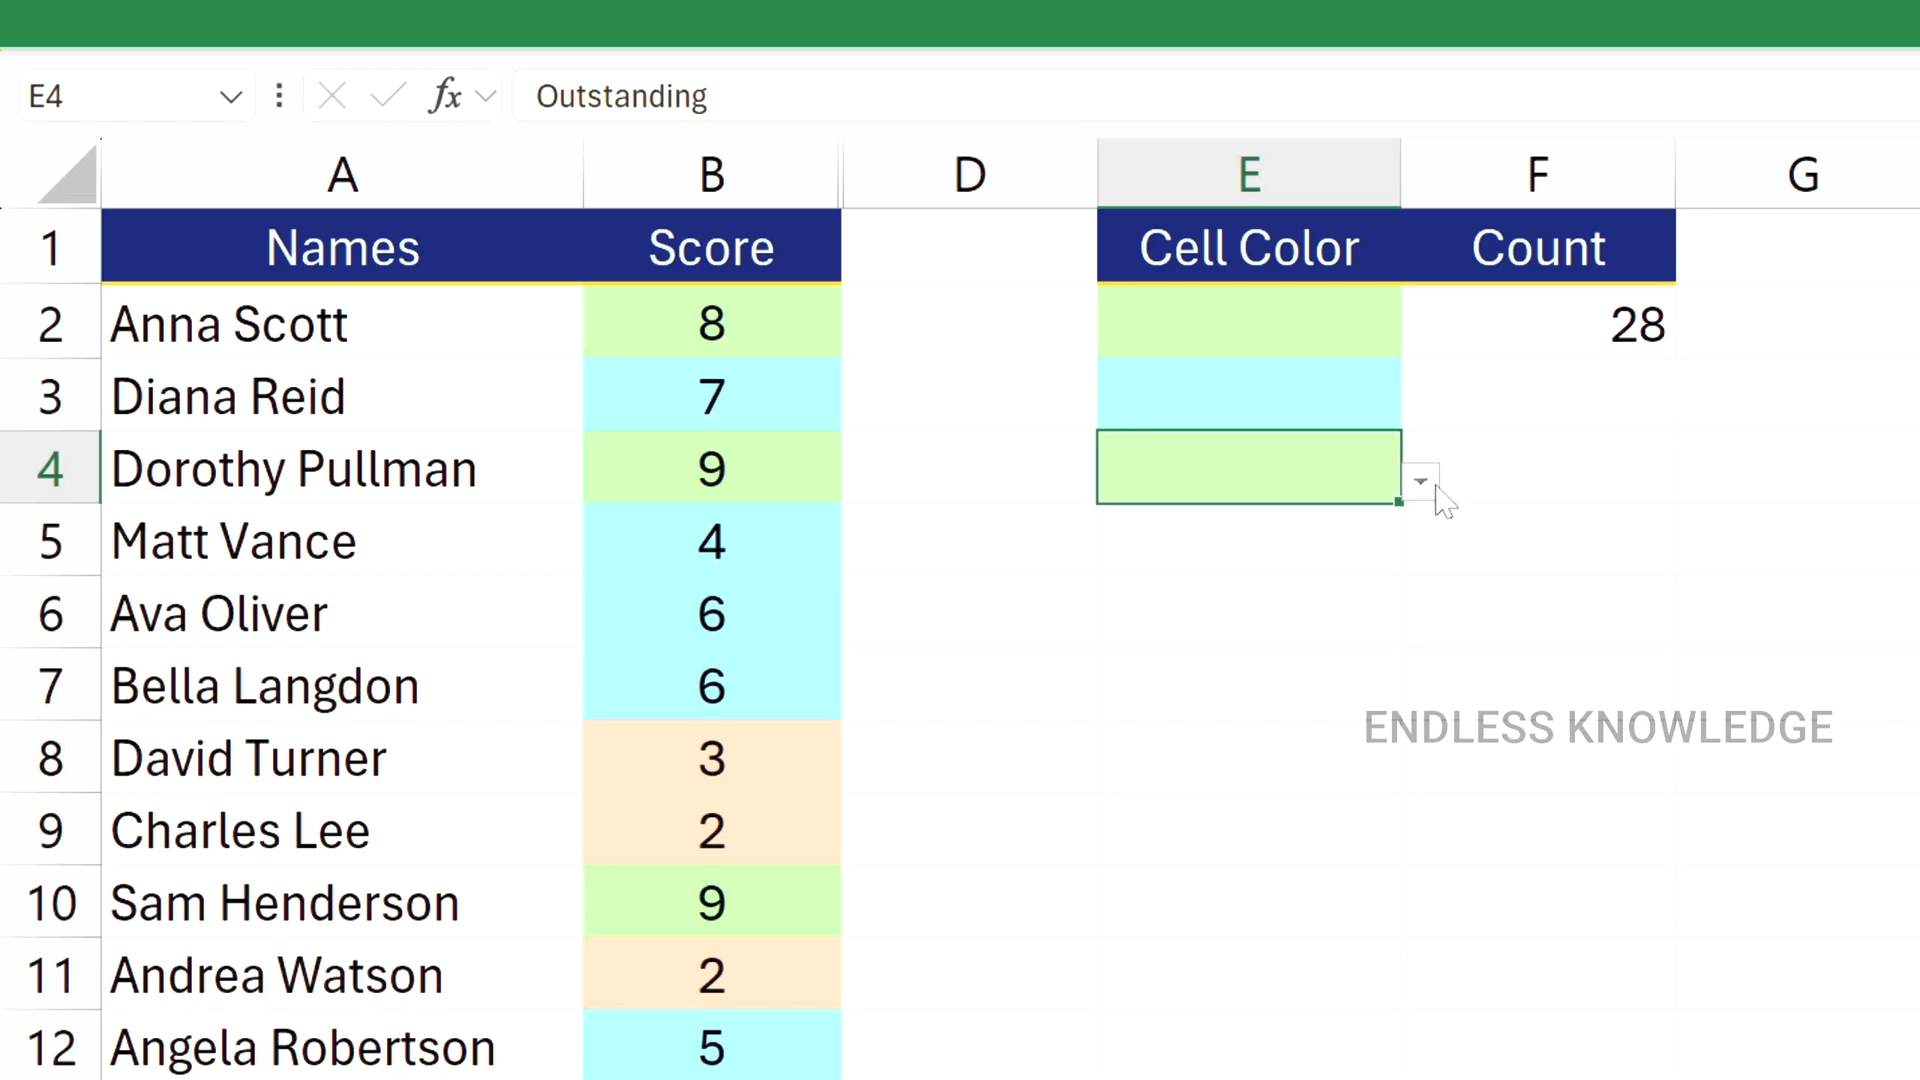 E4 fx Outstanding
A B D E F G
1 Names Score Cell Color Count
2 Anna Scott 8 28
3 Diana Reid 7
4 Dorothy Pullman 9
5 Matt Vance 4
6 Ava Oliver 6
7 Bella Langdon 6
ENDLESS KNOWLEDGE
8 David Turner 3
9 Charles Lee 2
10 Sam Henderson 9
11 Andrea Watson 2
12 Angela Robertson 5